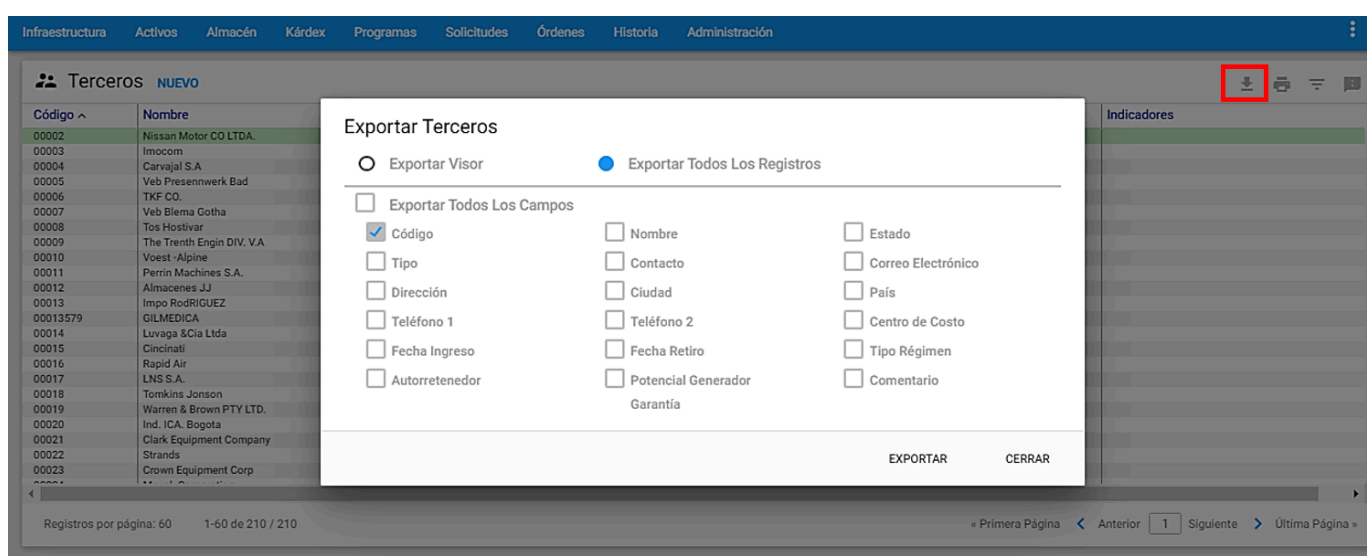 Infraestructura Activos Almacén Kárdex Programas Solicitudes Órdenes Historia Administración
Terceros NUEVO
Código Nombre Indicadores
00002 Nissan Motor CO LTDA.
00003 Imocom
00004 Carvajal S.A
00005 Veb Presennwerk Bad
00006 TKF CO.
00007 Veb Blema Gotha
00008 Tos Hostivar
00009 The Trenth Engin DIV. V.A
00010 Voest -Alpine
00011 Perrin Machines S.A.
00012 Almacenes JJ
00013 Impo RodRIGUEZ
00013579 GILMEDICA
00014 Luvaga &Cia Ltda
00015 Cincinati
00016 Rapid Air
00017 LNS S.A.
00018 Tomkins Jonson
00019 Warren & Brown PTY LTD.
00020 Ind. ICA. Bogota
00021 Clark Equipment Company
00022 Strands
00023 Crown Equipment Corp
Exportar Terceros
Exportar Visor Exportar Todos Los Registros
Exportar Todos Los Campos
Código Nombre Estado
Tipo Contacto Correo Electrónico
Dirección Ciudad País
Teléfono 1 Teléfono 2 Centro de Costo
Fecha Ingreso Fecha Retiro Tipo Régimen
Autorretenedor Potencial Generador Comentario
Garantía
EXPORTAR CERRAR
Registros por página: 60 1-60 de 210 / 210 « Primera Página Anterior 1 Siguiente Última Página »